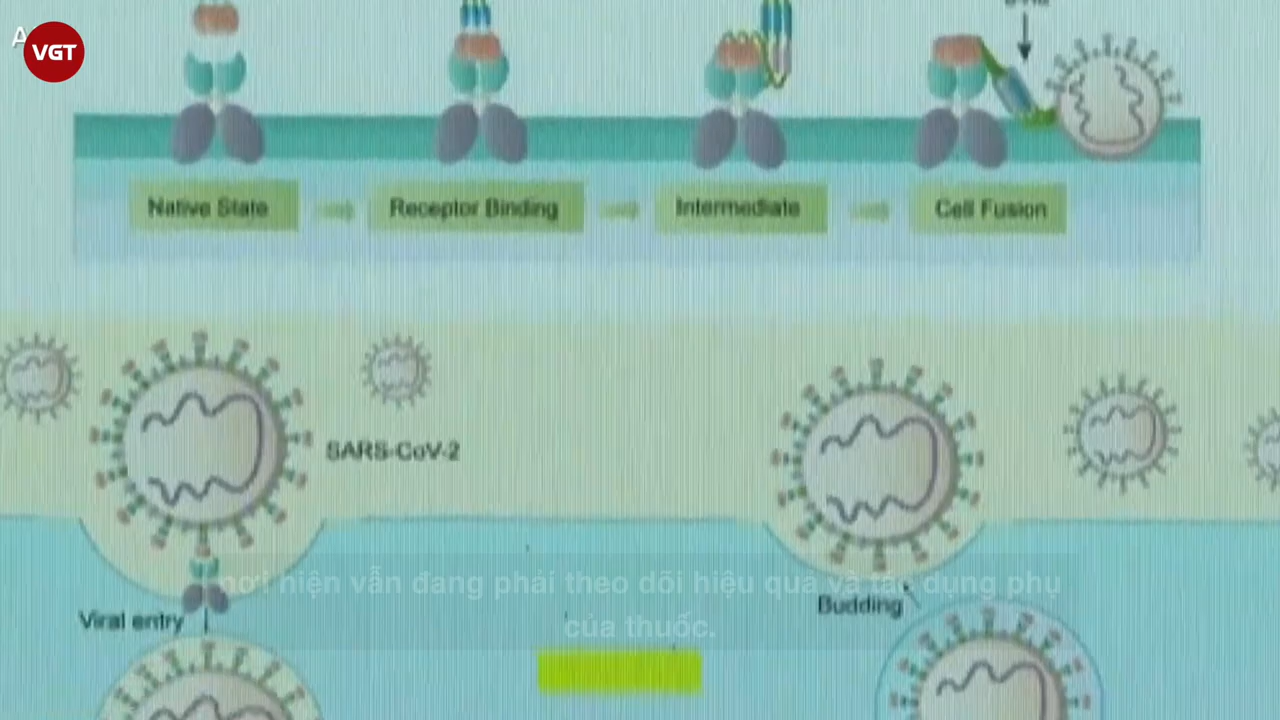 VGT
Native State
Receptor Binding
Intermediate
Cell Fusion
SARS-CoV-2
hiện vẫn đang phải theo dõi hiệu quả và tác dụng phụ
của thuốc.
Viral entry
Budding